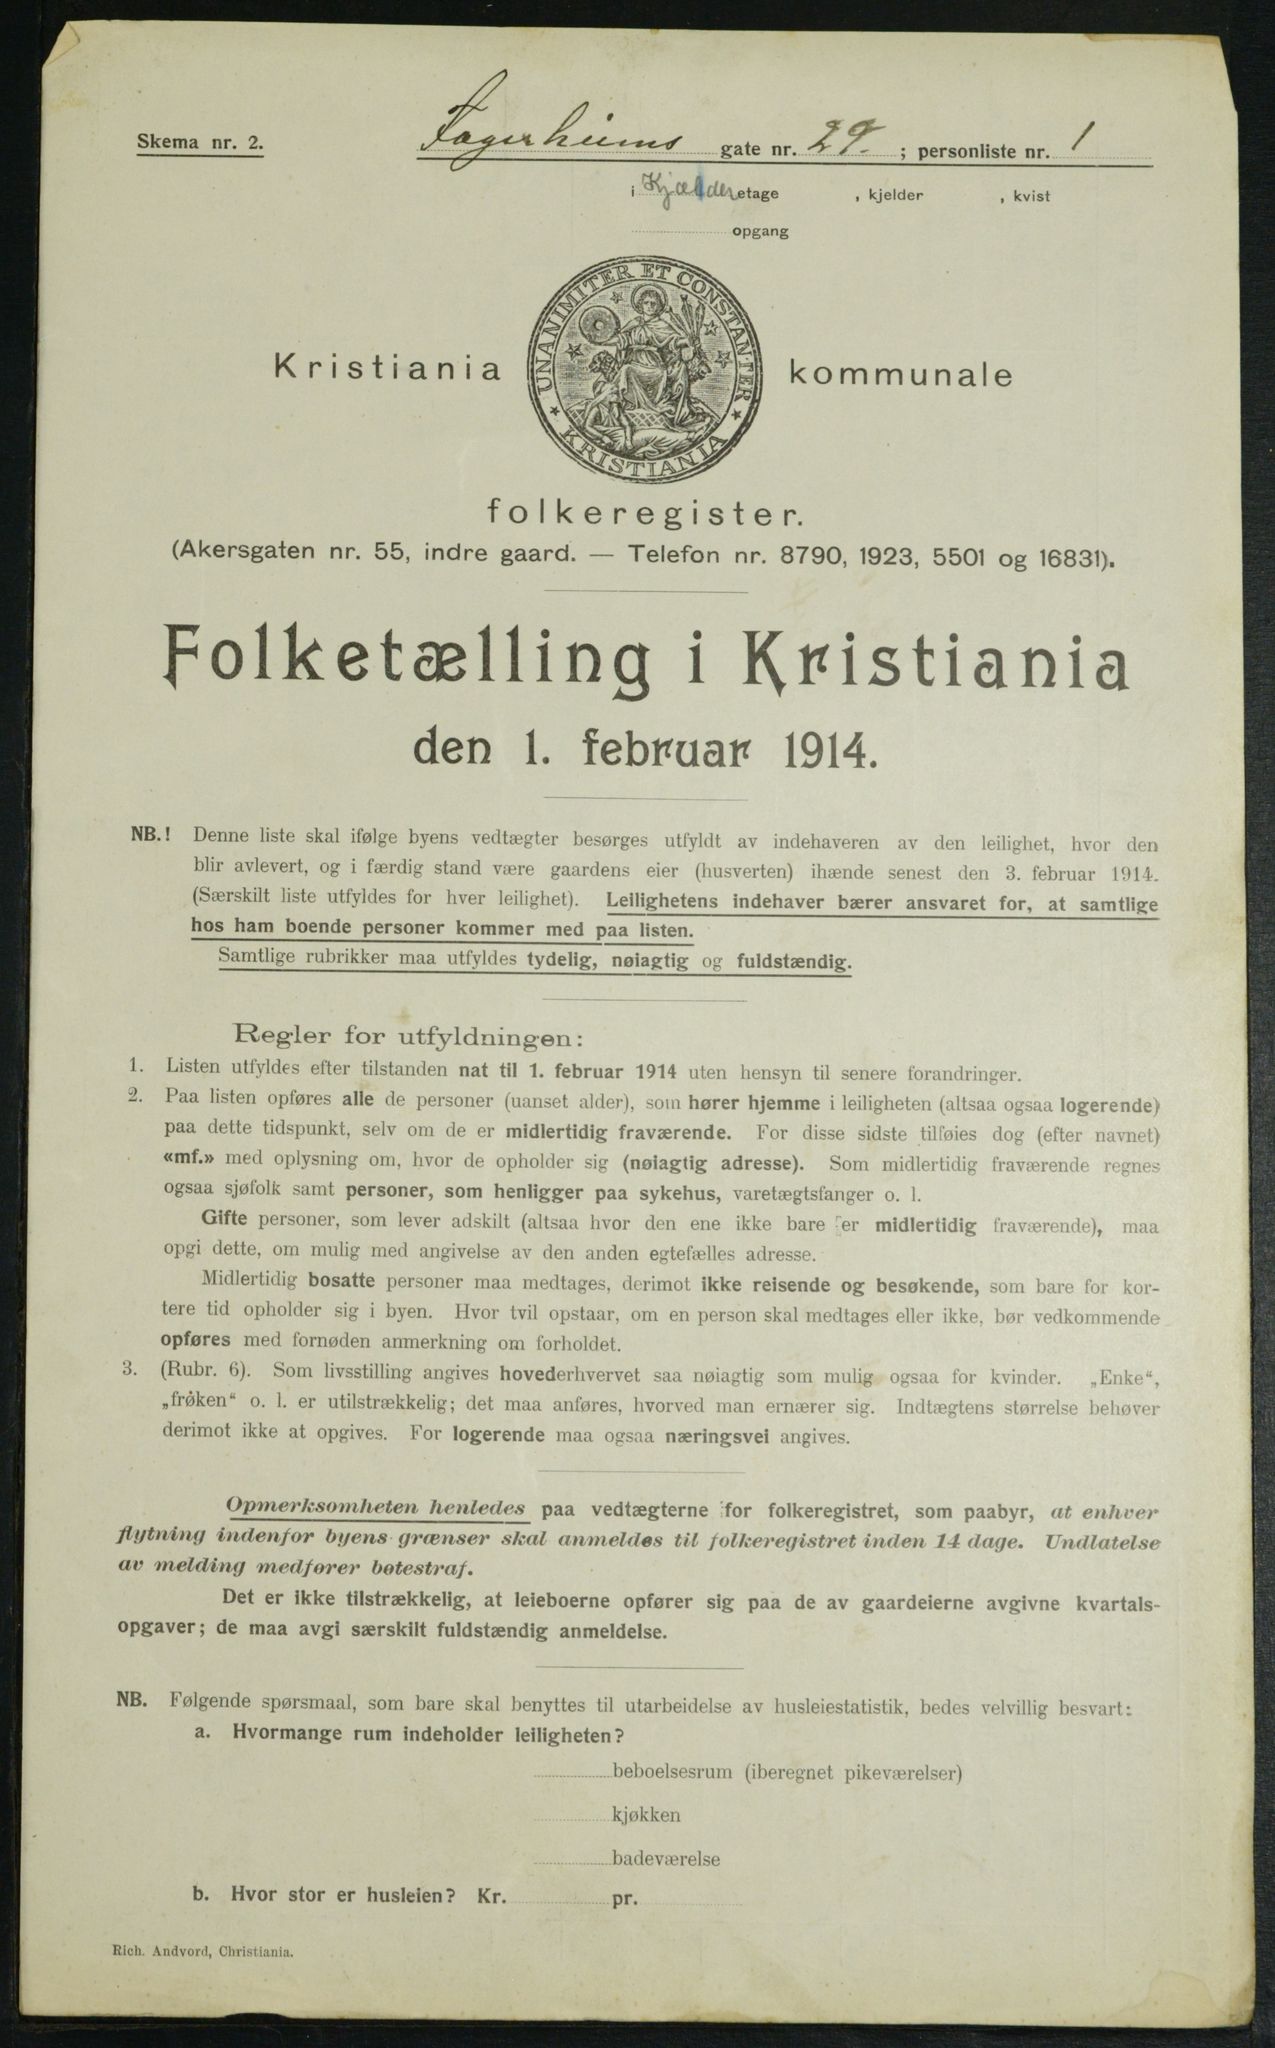 Skema nr. 2.
Fagerheims gate nr. 29. ; personliste nr. 1
i Kjælder etage , kjelder , kvist
opgang
UNANIMITER ET CONSTANTER
KRISTIANIA
Kristiania kommunale
folkeregister.
(Akersgaten nr. 55, indre gaard. — Telefon nr. 8790, 1923, 5501 og 16831).
Folketælling i Kristiania
den 1. februar 1914.
NB.! Denne liste skal ifølge byens vedtægter besørges utfyldt av indehaveren av den leilighet, hvor den
blir avlevert, og i færdig stand være gaardens eier (husverten) ihænde senest den 3. februar 1914.
(Særskilt liste utfyldes for hver leilighet). Leilighetens indehaver bærer ansvaret for, at samtlige
hos ham boende personer kommer med paa listen.
Samtlige rubrikker maa utfyldes tydelig, nøiagtig og fuldstændig.
Regler for utfyldningen:
1. Listen utfyldes efter tilstanden nat til 1. februar 1914 uten hensyn til senere forandringer.
2. Paa listen opføres alle de personer (uanset alder), som hører hjemme i leiligheten (altsaa ogsaa logerende)
paa dette tidspunkt, selv om de er midlertidig fraværende. For disse sidste tilføies dog (efter navnet)
«mf.» med oplysning om, hvor de opholder sig (nøiagtig adresse). Som midlertidig fraværende regnes
ogsaa sjøfolk samt personer, som henligger paa sykehus, varetægtsfanger o. l.
Gifte personer, som lever adskilt (altsaa hvor den ene ikke bare er midlertidig fraværende), maa
opgi dette, om mulig med angivelse av den anden egtefælles adresse.
Midlertidig bosatte personer maa medtages, derimot ikke reisende og besøkende, som bare for kor-
tere tid opholder sig i byen. Hvor tvil opstaar, om en person skal medtages eller ikke, bør vedkommende
opføres med fornøden anmerkning om forholdet.
3. (Rubr. 6). Som livsstilling angives hovederhvervet saa nøiagtig som mulig ogsaa for kvinder. „Enke“,
„frøken“ o. l. er utilstrækkelig; det maa anføres, hvorved man ernærer sig. Indtægtens størrelse behøver
derimot ikke at opgives. For logerende maa ogsaa næringsvei angives.
Opmerksomheten henledes paa vedtægterne for folkeregistret, som paabyr, at enhver
flytning indenfor byens grænser skal anmeldes til folkeregistret inden 14 dage. Undlatelse
av melding medfører bøtestraf.
Det er ikke tilstrækkelig, at leieboerne opfører sig paa de av gaardeierne avgivne kvartals-
opgaver; de maa avgi særskilt fuldstændig anmeldelse.
NB. Følgende spørsmaal, som bare skal benyttes til utarbeidelse av husleiestatistik, bedes velvillig besvart:
a. Hvormange rum indeholder leiligheten?
beboelsesrum (iberegnet pikeværelser)
kjøkken
badeværelse
b. Hvor stor er husleien? Kr. pr.
Rich. Andvord, Christiania.